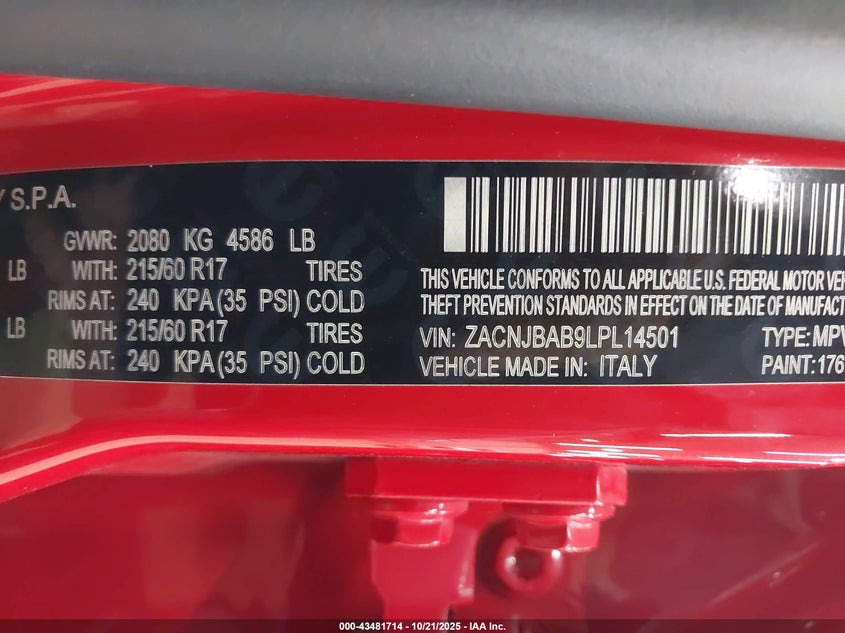 Y S.P.A.
GVWR: 2080 KG 4586 LB
LB WITH: 215/60 R17 TIRES
RIMS AT: 240 KPA (35 PSI) COLD
LB WITH: 215/60 R17 TIRES
RIMS AT: 240 KPA (35 PSI) COLD
THIS VEHICLE CONFORMS TO ALL APPLICABLE U.S. FEDERAL MOTOR VEH
THEFT PREVENTION STANDARDS IN EFFECT ON THE DATE OF MANUFACT
VIN: ZACNJBAB9LPL14501 TYPE: MPV
VEHICLE MADE IN: ITALY PAINT: 176
000-43481714 - 10/21/2025 - IAA Inc.